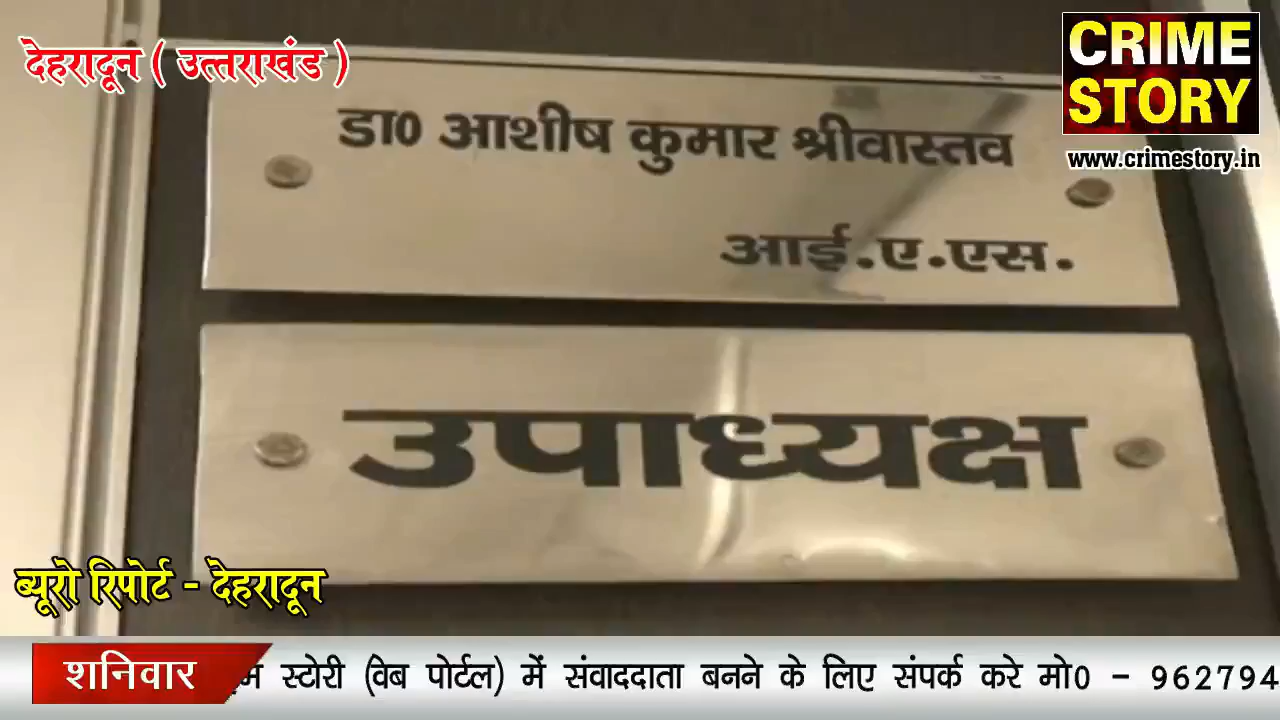 देहरादून ( उत्तराखंड )
CRIME
STORY
www.crimestory.in
डा0 आशीष कुमार श्रीवास्तव
आई.ए.एस.
उपाध्यक्ष
ब्यूरो रिपोर्ट - देहरादून
शनिवार
स्टोरी (वेब पोर्टल) में संवाददाता बनने के लिए संपर्क करे मो0 - 962794